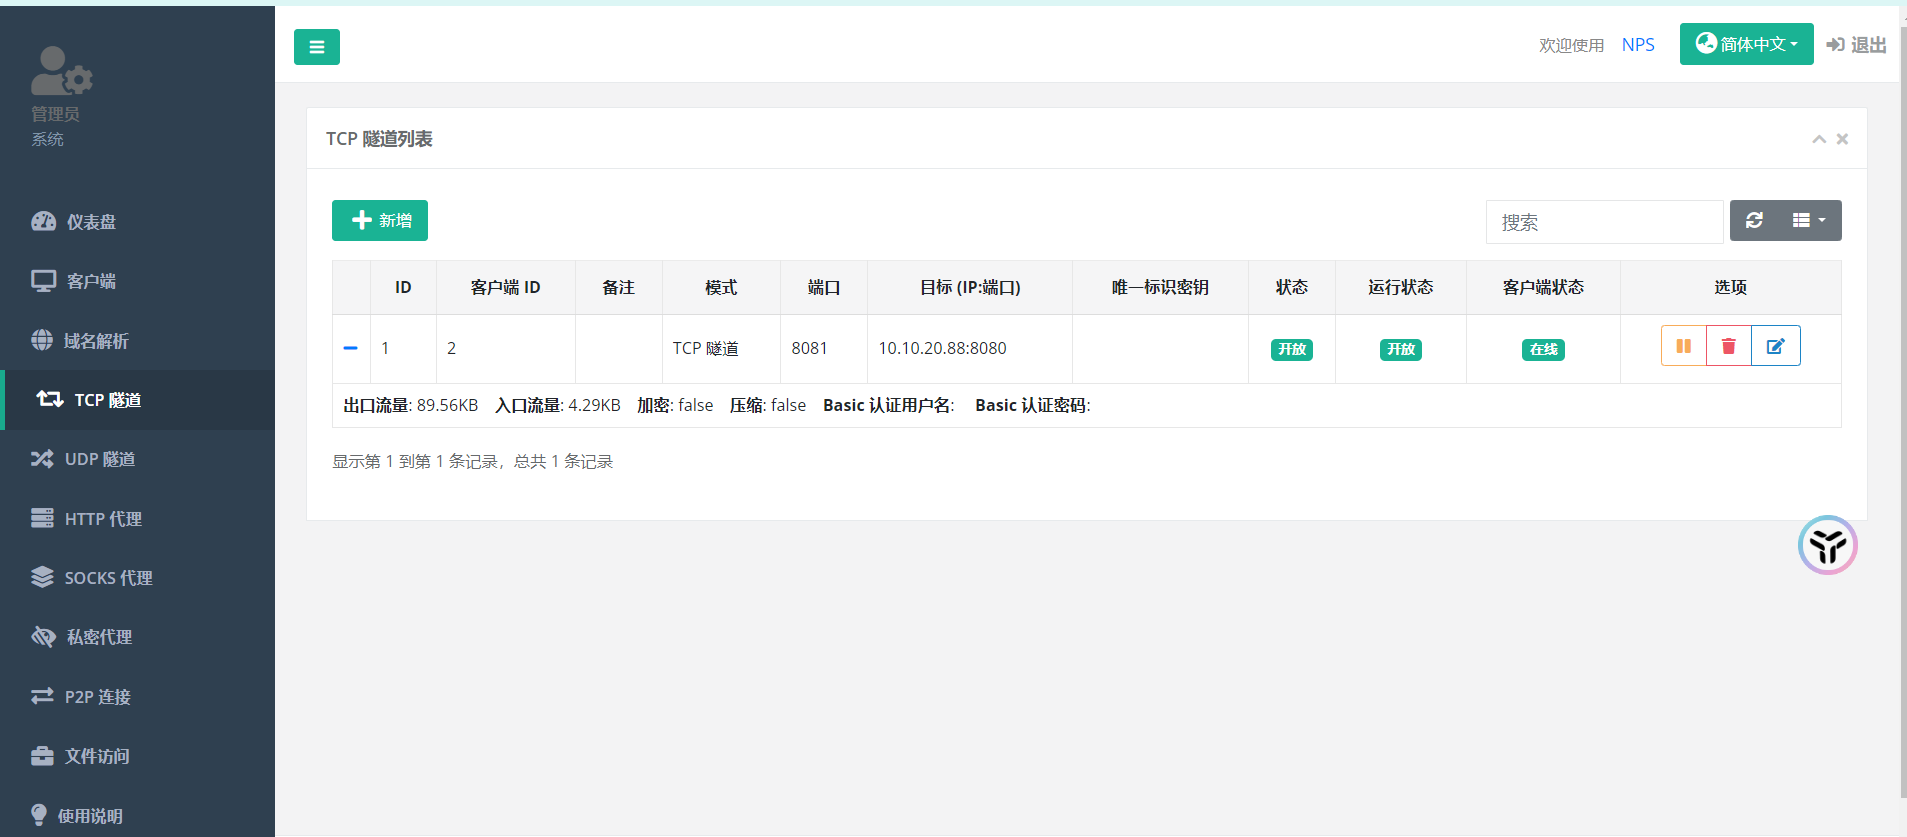 欢迎使用 NPS 简体中文 退出
管理员
系统
仪表盘
客户端
域名解析
TCP 隧道
UDP 隧道
HTTP 代理
SOCKS 代理
私密代理
P2P 连接
文件访问
使用说明
TCP 隧道列表
新增 搜索
ID 客户端 ID 备注 模式 端口 目标 (IP:端口) 唯一标识密钥 状态 运行状态 客户端状态 选项
1 2 TCP 隧道 8081 10.10.20.88:8080 开放 开放 在线
出口流量: 89.56KB 入口流量: 4.29KB 加密: false 压缩: false Basic 认证用户名: Basic 认证密码:
显示第 1 到第 1 条记录，总共 1 条记录